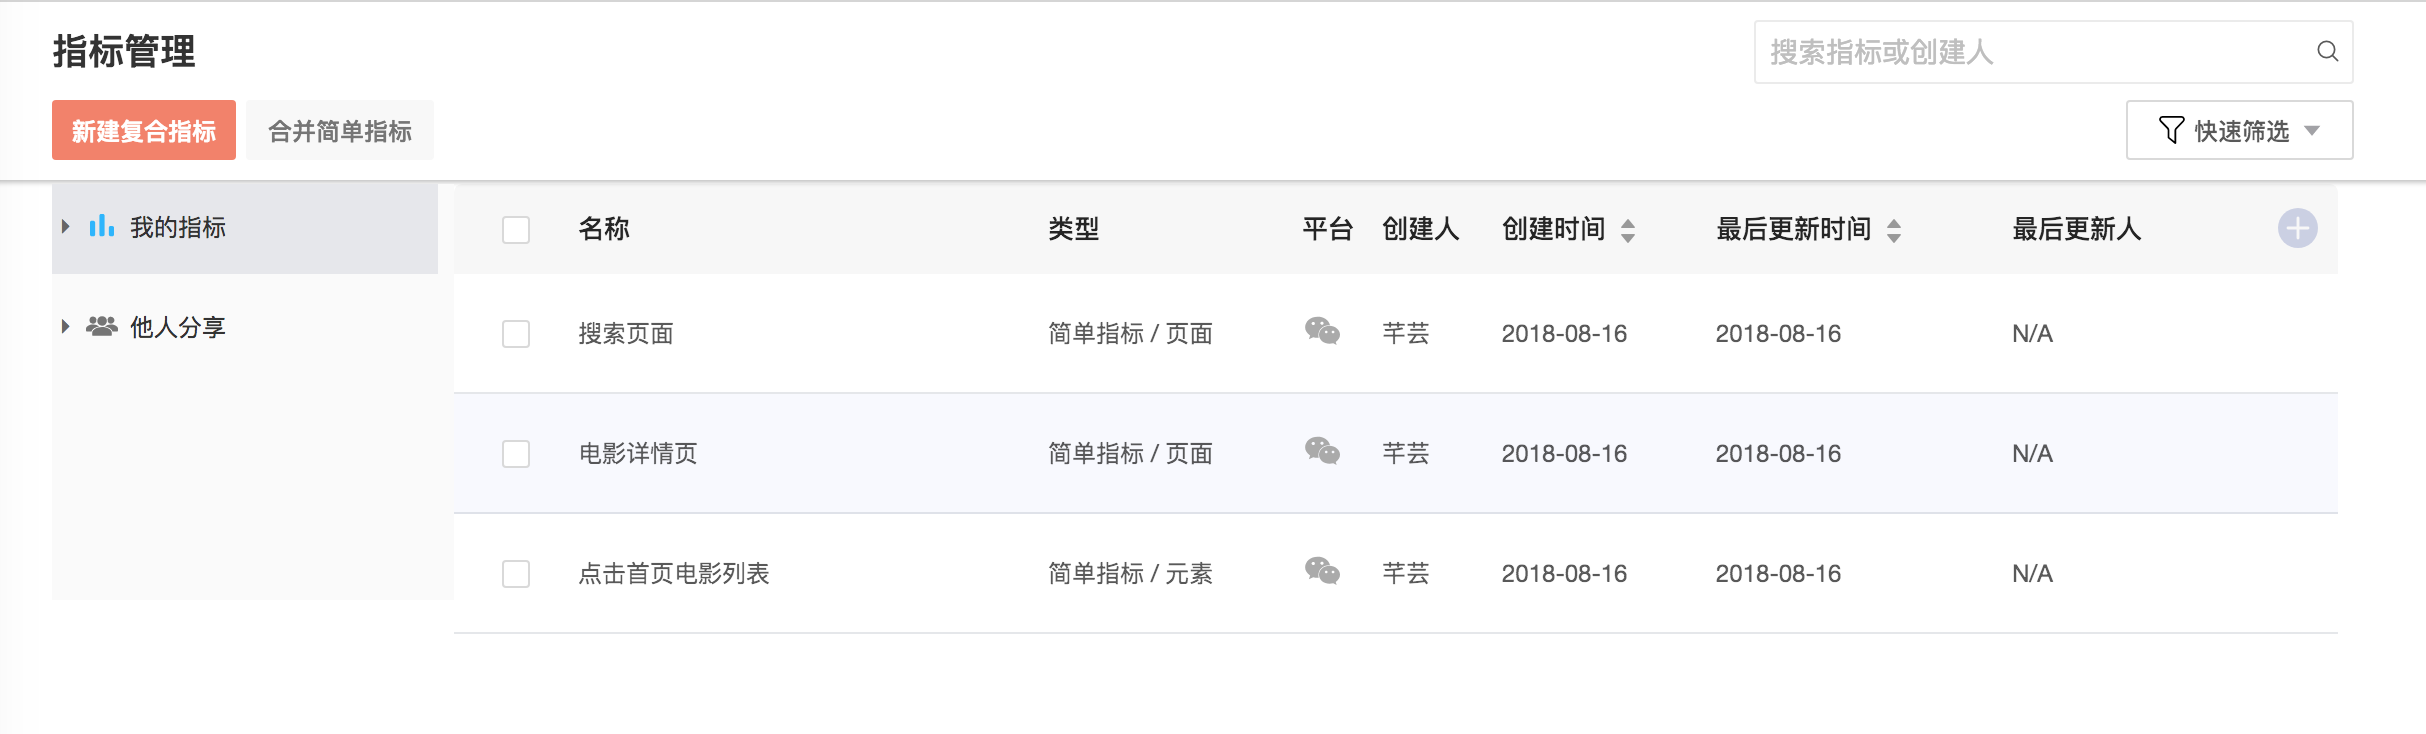 指标管理
搜索指标或创建人
新建复合指标 合并简单指标
快速筛选
我的指标
他人分享
名称 类型 平台 创建人 创建时间 最后更新时间 最后更新人
搜索页面 简单指标 / 页面 芊芸 2018-08-16 2018-08-16 N/A
电影详情页 简单指标 / 页面 芊芸 2018-08-16 2018-08-16 N/A
点击首页电影列表 简单指标 / 元素 芊芸 2018-08-16 2018-08-16 N/A